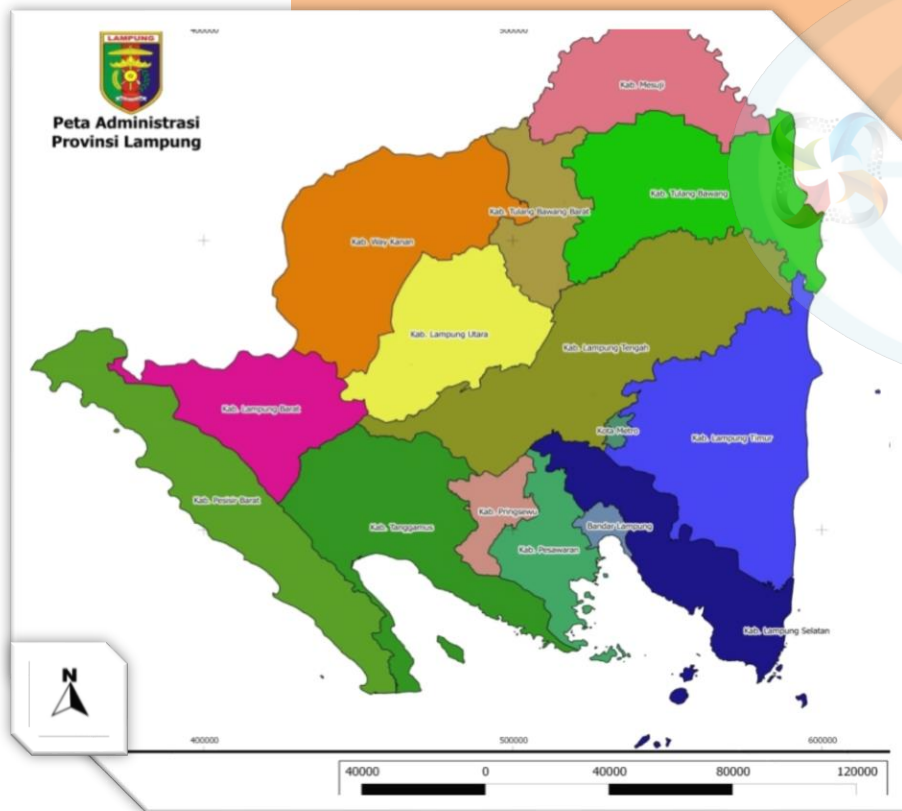 LAMPUNG
Peta Administrasi
Provinsi Lampung
Kab. Mesuji
Kab. Tulang Bawang
Kab. Tulang Bawang Barat
Kab. Way Kanan
Kab. Lampung Utara
Kab. Lampung Tengah
Kab. Lampung Barat
Kota Metro
Kab. Lampung Timur
Kab. Pesisir Barat
Kab. Pringsewu
Bandar Lampung
Kab. Tanggamus
Kab. Pesawaran
Kab. Lampung Selatan
N
400000 500000 600000
40000 0 40000 80000 120000